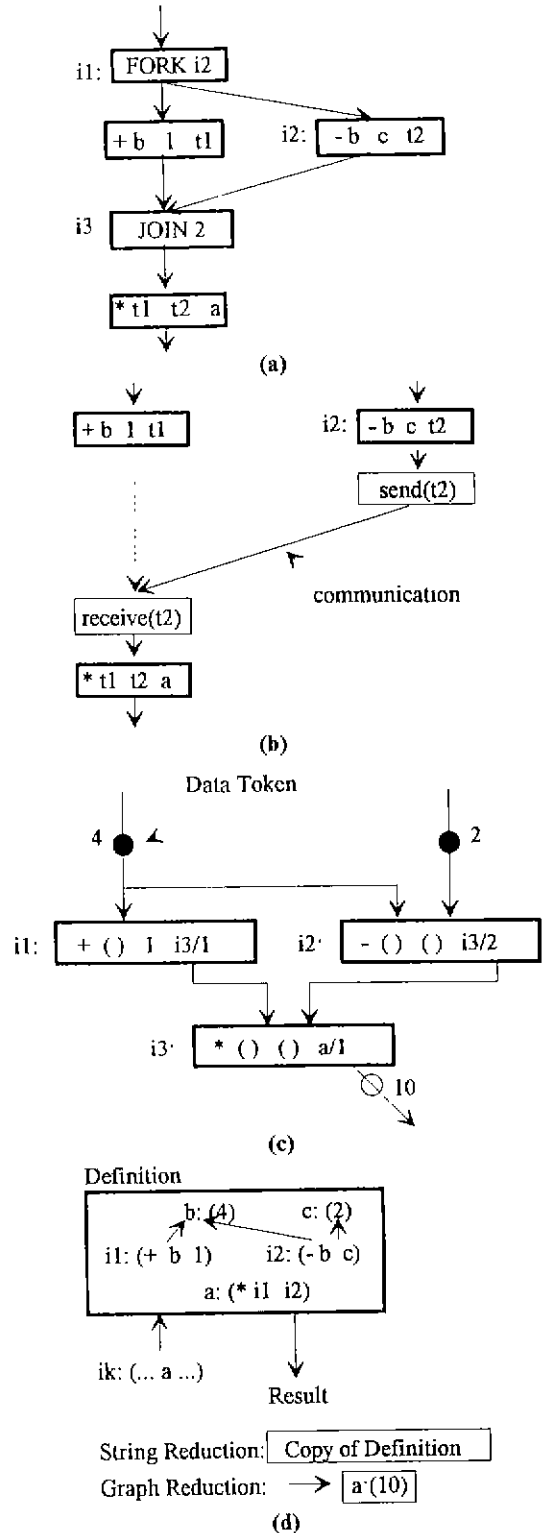 i1: FORK i2
+ b 1 t1
i2: - b c t2
i3 JOIN 2
* t1 t2 a
(a)
+ b 1 t1
i2: - b c t2
send(t2)
communication
receive(t2)
* t1 t2 a
(b)
Data Token
4
2
i1: + ( ) 1 i3/1
i2· - ( ) ( ) i3/2
i3· * ( ) ( ) a/1
10
(c)
Definition
b: (4) c: (2)
i1: (+ b 1) i2: (- b c)
a: (* i1 i2)
ik: (... a ...)
Result
String Reduction: Copy of Definition
Graph Reduction: a·(10)
(d)